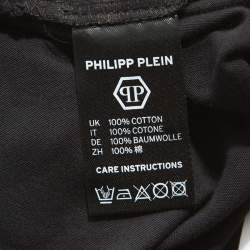 PHILIPP PLEIN
PP
UK 100% COTTON
IT 100% COTONE
DE 100% BAUMWOLLE
ZH 100% 棉
CARE INSTRUCTIONS